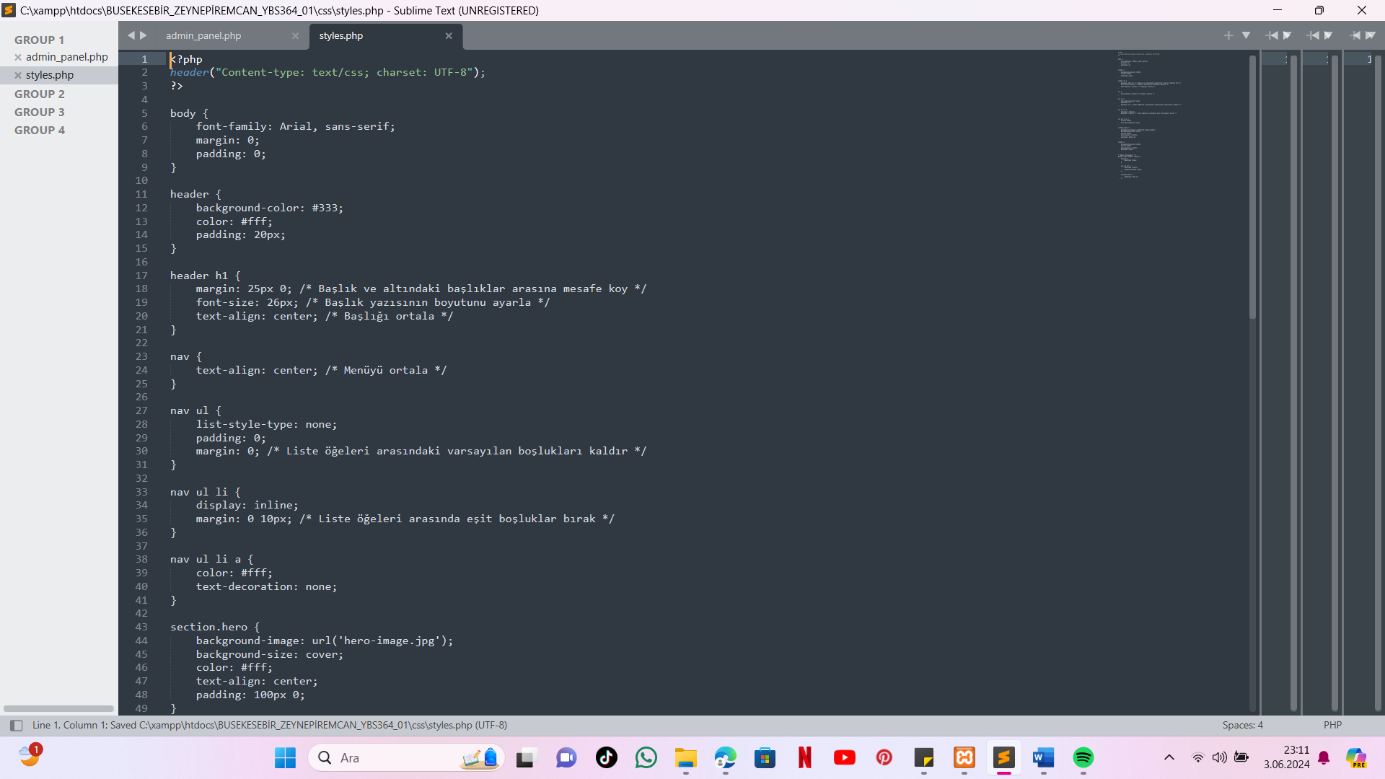 C:\xampp\htdocs\BUSEKESEBİR_ZEYNEPİREMCAN_YBS364_01\css\styles.php - Sublime Text (UNREGISTERED)
GROUP 1
admin_panel.php
styles.php
GROUP 2
GROUP 3
GROUP 4
admin_panel.php
styles.php
1 <?php
2 header("Content-type: text/css; charset: UTF-8");
3 ?>
4
5 body {
6 font-family: Arial, sans-serif;
7 margin: 0;
8 padding: 0;
9 }
10
11 header {
12 background-color: #333;
13 color: #fff;
14 padding: 20px;
15 }
16
17 header h1 {
18 margin: 25px 0; /* Başlık ve altındaki başlıklar arasına mesafe koy */
19 font-size: 26px; /* Başlık yazısının boyutunu ayarla */
20 text-align: center; /* Başlığı ortala */
21 }
22
23 nav {
24 text-align: center; /* Menüyü ortala */
25 }
26
27 nav ul {
28 list-style-type: none;
29 padding: 0;
30 margin: 0; /* Liste öğeleri arasındaki varsayılan boşlukları kaldır */
31 }
32
33 nav ul li {
34 display: inline;
35 margin: 0 10px; /* Liste öğeleri arasında eşit boşluklar bırak */
36 }
37
38 nav ul li a {
39 color: #fff;
40 text-decoration: none;
41 }
42
43 section.hero {
44 background-image: url('hero-image.jpg');
45 background-size: cover;
46 color: #fff;
47 text-align: center;
48 padding: 100px 0;
49 }
Line 1, Column 1; Saved C:\xampp\htdocs\BUSEKESEBİR_ZEYNEPİREMCAN_YBS364_01\css\styles.php (UTF-8)
Spaces: 4
PHP
1
Ara
23:11
3.06.2024
PRE